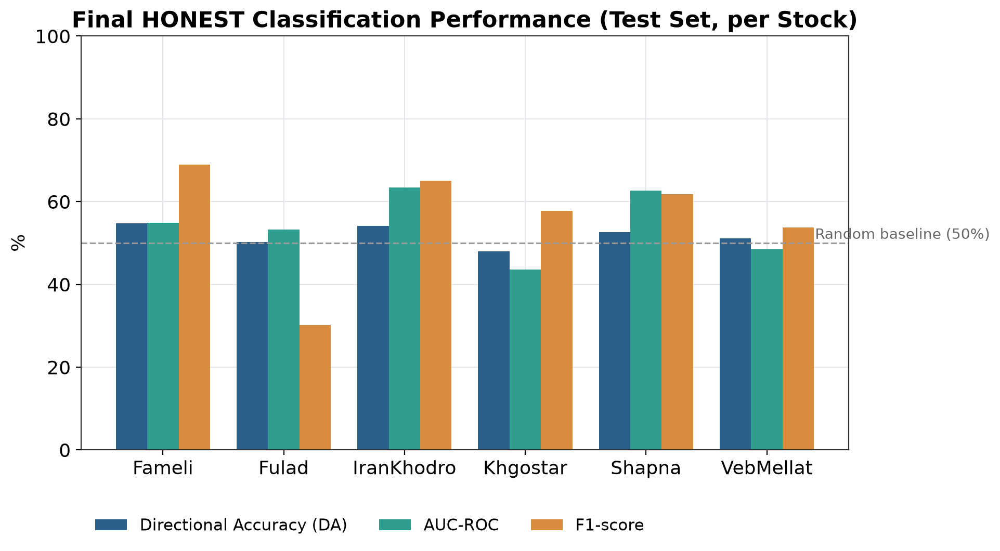 Final HONEST Classification Performance (Test Set, per Stock)
%
100
80
60
40
20
0
Random baseline (50%)
Fameli Fulad IranKhodro Khgostar Shapna VebMellat
Directional Accuracy (DA) AUC-ROC F1-score